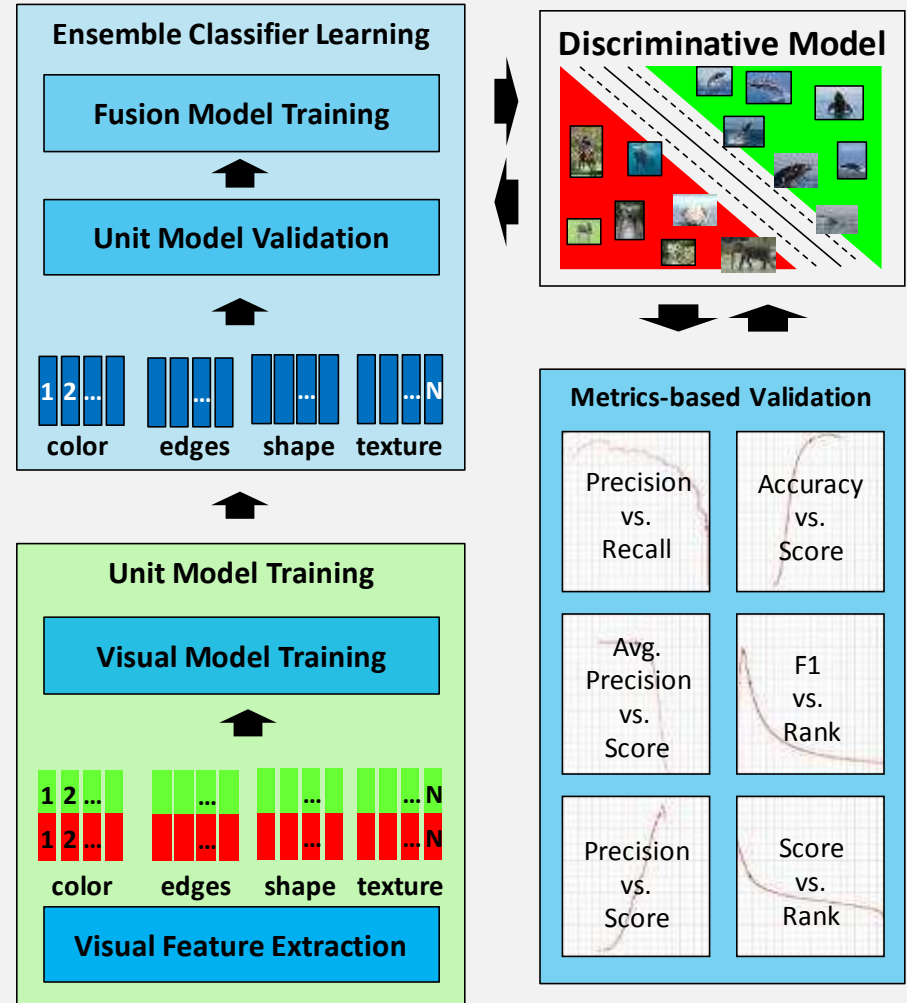 Ensemble Classifier Learning
Fusion Model Training
Unit Model Validation
1 2 ... ... ... ... N
color edges shape texture
Unit Model Training
Visual Model Training
1 2 ... ... ... ... N
1 2 ... ... ... ... N
color edges shape texture
Visual Feature Extraction
Discriminative Model
Metrics-based Validation
Precision
vs.
Recall
Accuracy
vs.
Score
Avg.
Precision
vs.
Score
F1
vs.
Rank
Precision
vs.
Score
Score
vs.
Rank